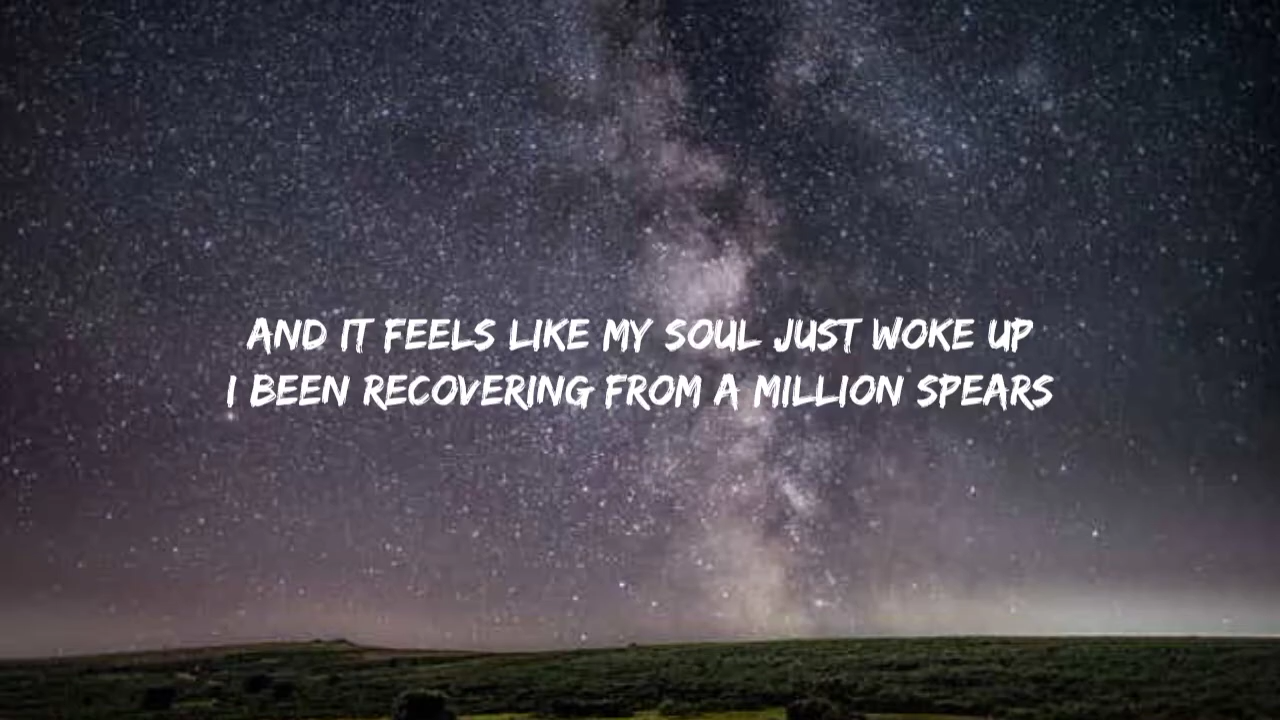 AND IT FEELS LIKE MY SOUL JUST WOKE UP
I BEEN RECOVERING FROM A MILLION SPEARS